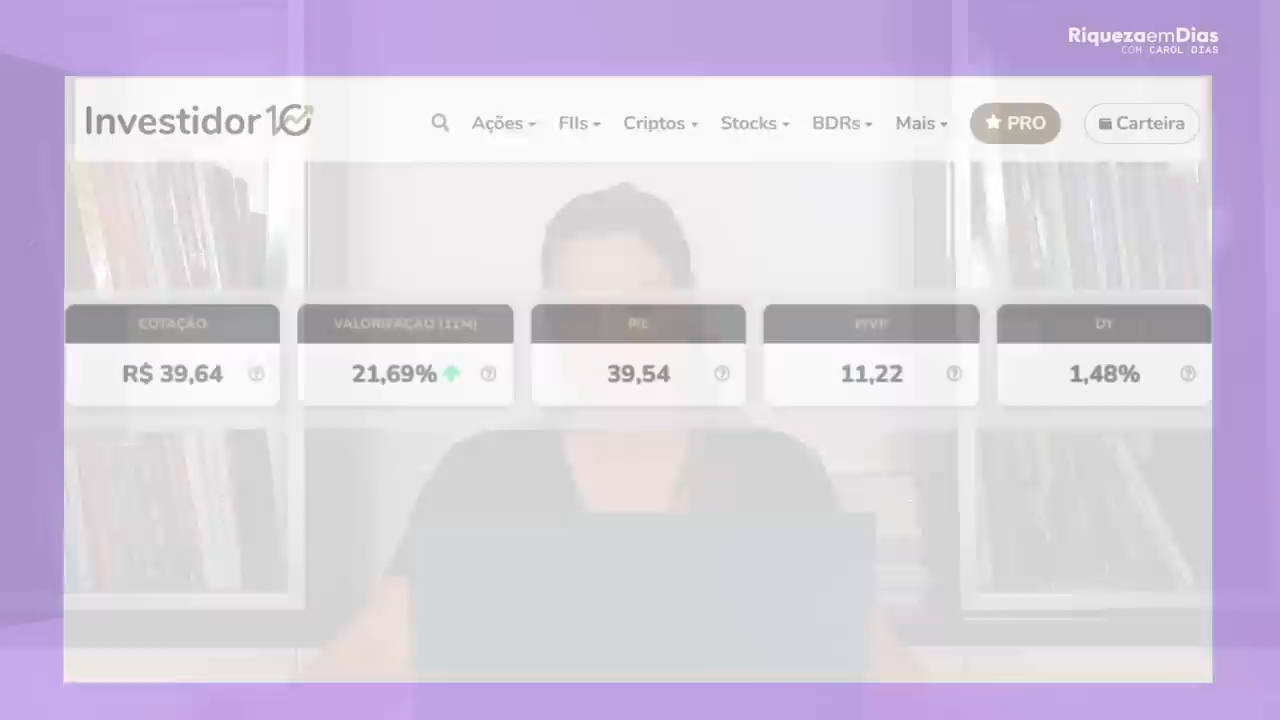 RiquezaemDias
COM CAROL DIAS
Investidor10
Ações FIIs Criptos Stocks BDRs Mais PRO Carteira
COTAÇÃO VALORIZAÇÃO (12M) P/L P/VP DY
R$ 39,64 21,69% 39,54 11,22 1,48%